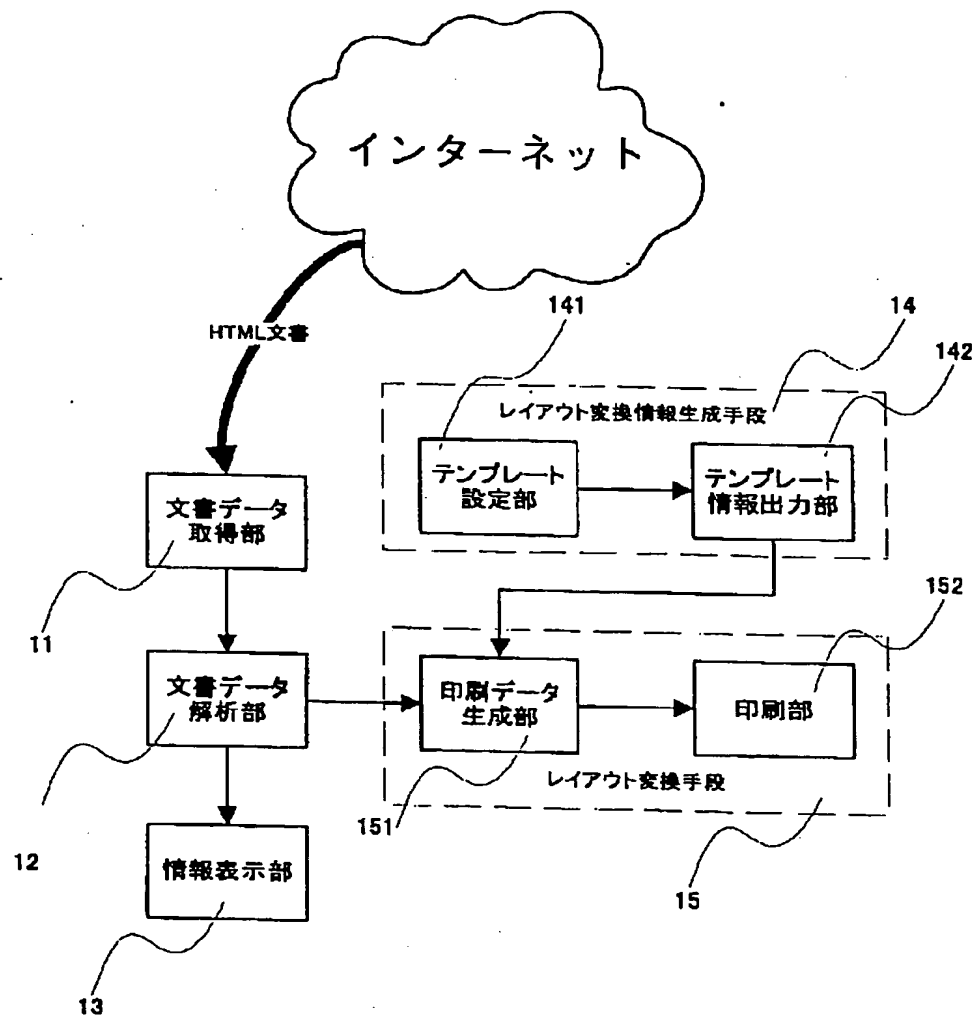 インターネット
HTML文書
141
14
142
レイアウト変換情報生成手段
テンプレート
設定部
テンプレート
情報出力部
文書データ
取得部
11
152
文書データ
解析部
印刷データ
生成部
印刷部
レイアウト変換手段
151
12
情報表示部
15
13